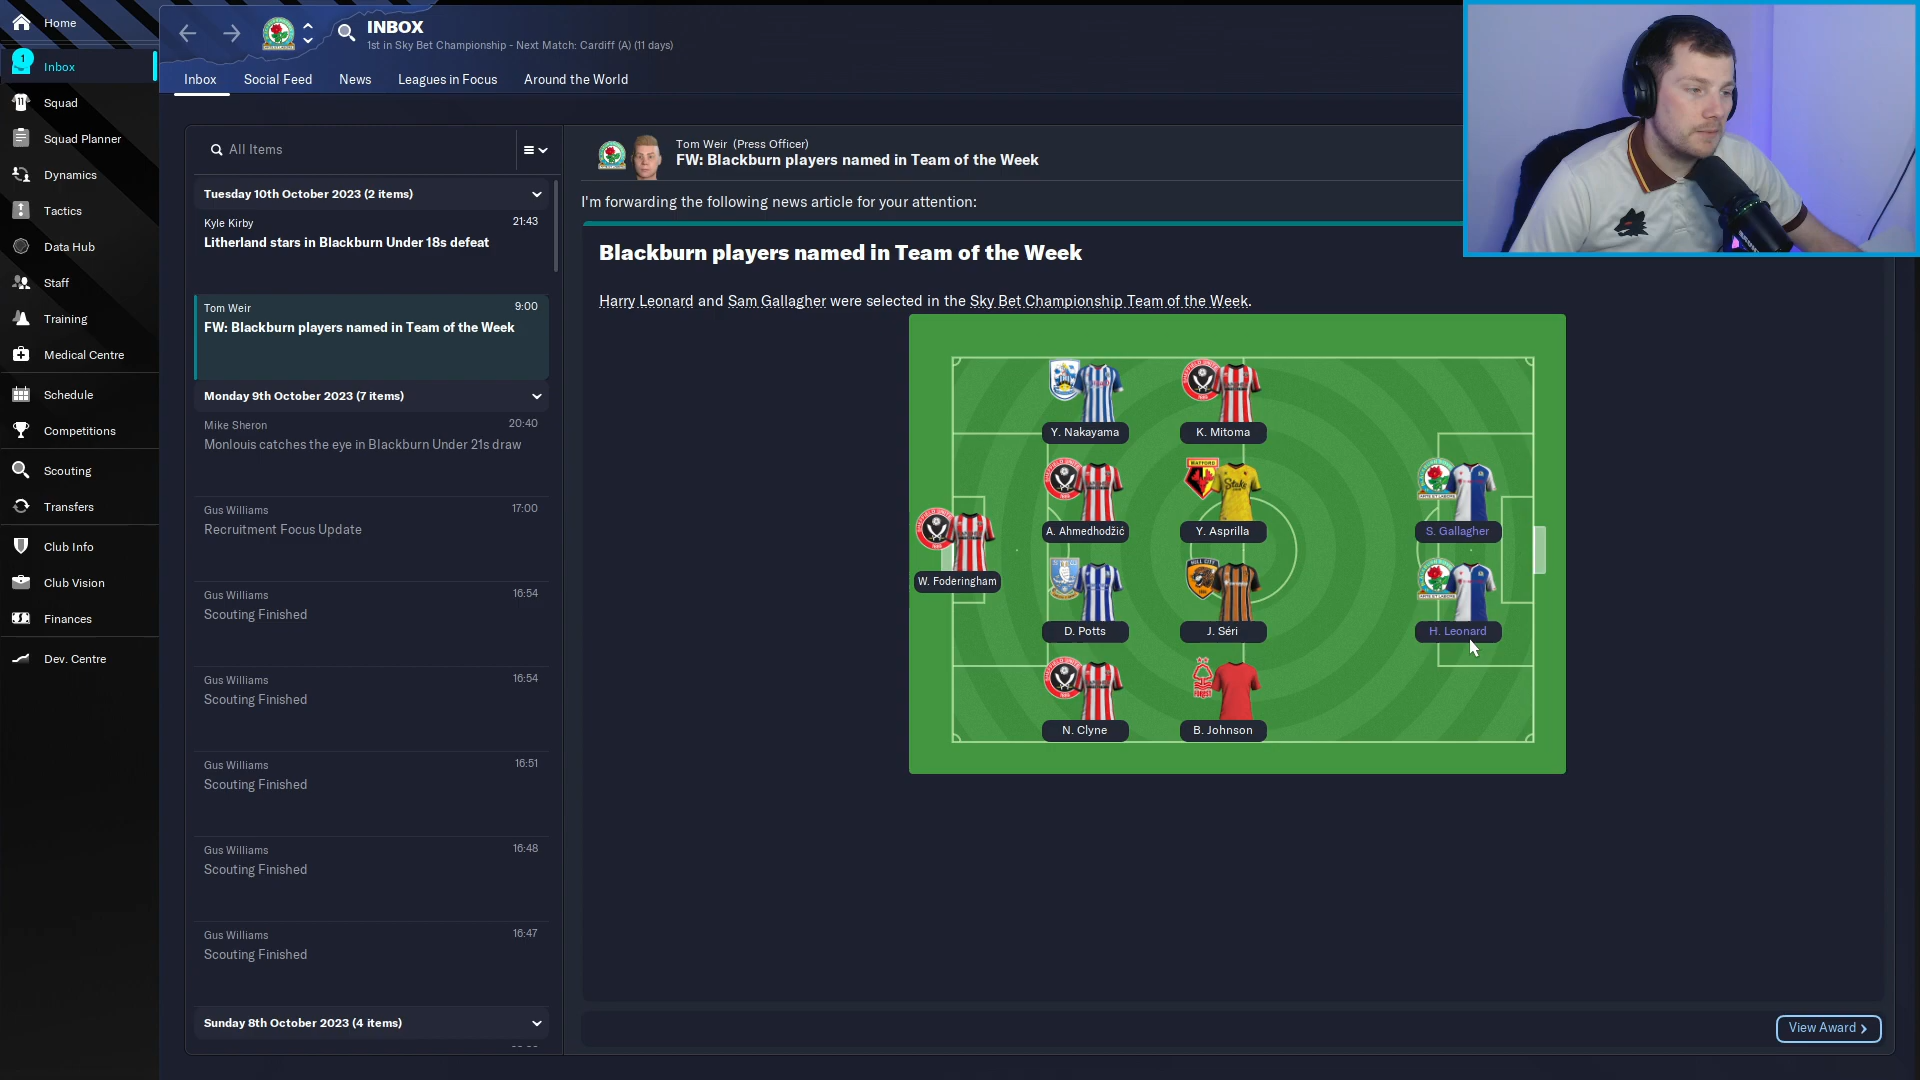 Home
1
Inbox
Squad
Squad Planner
Dynamics
Tactics
Data Hub
Staff
Training
Medical Centre
Schedule
Competitions
Scouting
Transfers
Club Info
Club Vision
Finances
Dev. Centre
INBOX
1st in Sky Bet Championship - Next Match: Cardiff (A) (11 days)
Inbox Social Feed News Leagues in Focus Around the World
All Items
Tuesday 10th October 2023 (2 items)
Kyle Kirby 21:43
Litherland stars in Blackburn Under 18s defeat
Tom Weir 9:00
FW: Blackburn players named in Team of the Week
Monday 9th October 2023 (7 items)
Mike Sheron 20:40
Monlouis catches the eye in Blackburn Under 21s draw
Gus Williams 17:00
Recruitment Focus Update
Gus Williams 16:54
Scouting Finished
Gus Williams 16:54
Scouting Finished
Gus Williams 16:51
Scouting Finished
Gus Williams 16:48
Scouting Finished
Gus Williams 16:47
Scouting Finished
Sunday 8th October 2023 (4 items)
Tom Weir (Press Officer)
FW: Blackburn players named in Team of the Week
I'm forwarding the following news article for your attention:
Blackburn players named in Team of the Week
Harry Leonard and Sam Gallagher were selected in the Sky Bet Championship Team of the Week.
Y. Nakayama
K. Mitoma
A. Ahmedhodžić
WATFORD
Stake
Y. Asprilla
S. Gallagher
W. Foderingham
D. Potts
HULL CITY
J. Séri
H. Leonard
N. Clyne
FOREST
B. Johnson
View Award